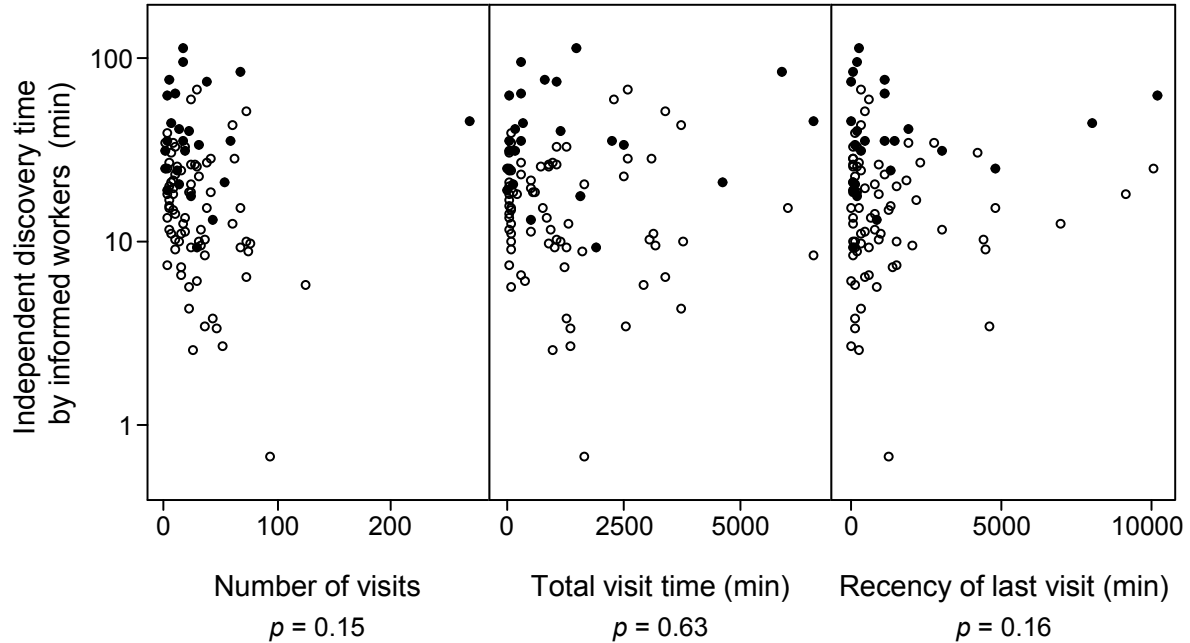 Independent discovery time
by informed workers (min)
100
10
1
0
100
200
0
2500
5000
0
5000
10000
Number of visits
Total visit time (min)
Recency of last visit (min)
p = 0.15
p = 0.63
p = 0.16